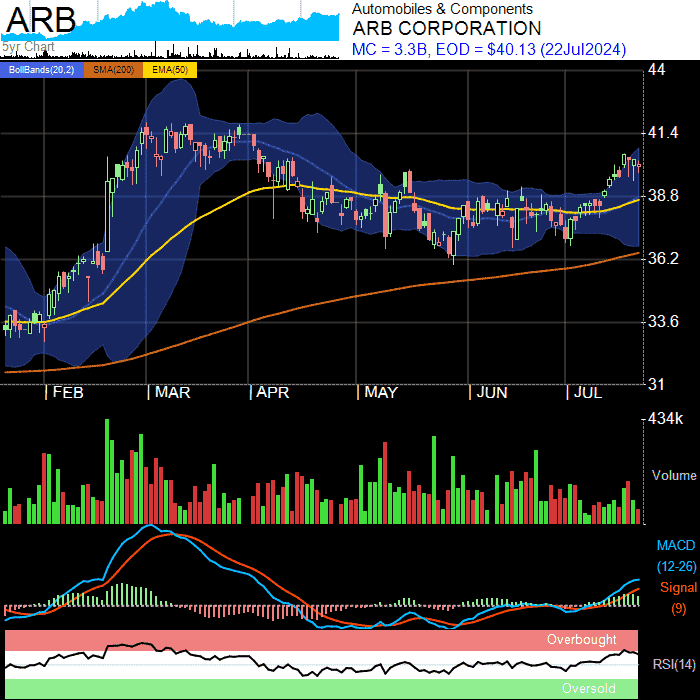 ARB
5yr Chart
Automobiles & Components
ARB CORPORATION
MC = 3.3B, EOD = $40.13 (22Jul2024)
BollBands(20,2) SMA(200) EMA(50)
44
41.4
38.8
36.2
33.6
31
FEB MAR APR MAY JUN JUL
434k
Volume
MACD
(12-26)
Signal
(9)
Overbought
RSI(14)
Oversold